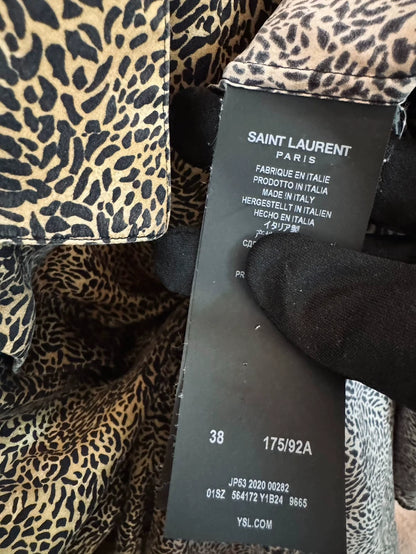 SAINT LAURENT
PARIS
FABRIQUE EN ITALIE
PRODOTTO IN ITALIA
MADE IN ITALY
HERGESTELLT IN ITALIEN
HECHO EN ITALIA
イタリア製
38 175/92A
JP53 2020 00282
01SZ 564172 Y1B24 9665
YSL.COM